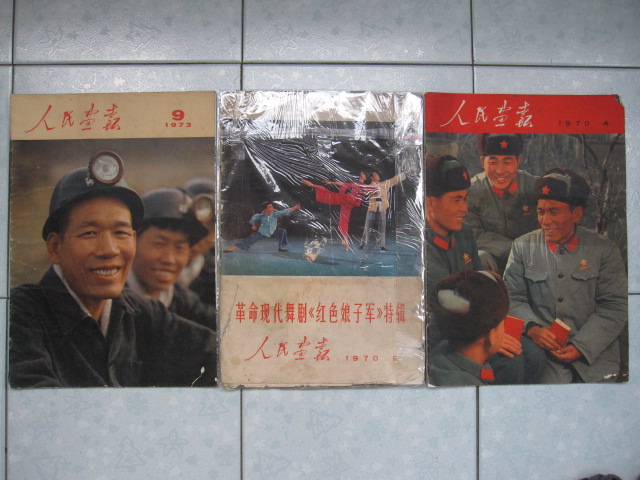 人民画报
9
1973
革命现代舞剧《红色娘子军》特辑
人民画报 1970
人民画报 1970 4